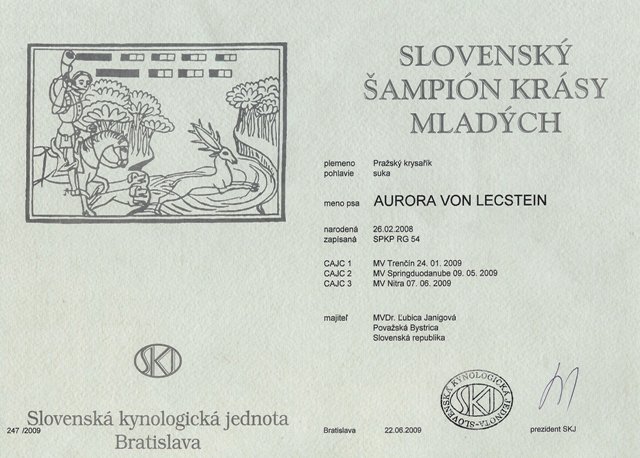 SLOVENSKÝ
ŠAMPIÓN KRÁSY
MLADÝCH
plemeno Pražský krysařík
pohlavie suka
meno psa AURORA VON LECSTEIN
narodená 26.02.2008
zapísaná SPKP RG 54
CAJC 1 MV Trenčín 24. 01. 2009
CAJC 2 MV Springduodanube 09. 05. 2009
CAJC 3 MV Nitra 07. 06. 2009
majiteľ MVDr. Ľubica Janigová
Považská Bystrica
Slovenská republika
SKJ
Slovenská kynologická jednota
Bratislava
247 /2009
Bratislava 22.06.2009
SLOVENSKÁ KYNOLOGICKÁ JEDNOTA
SKJ
prezident SKJ